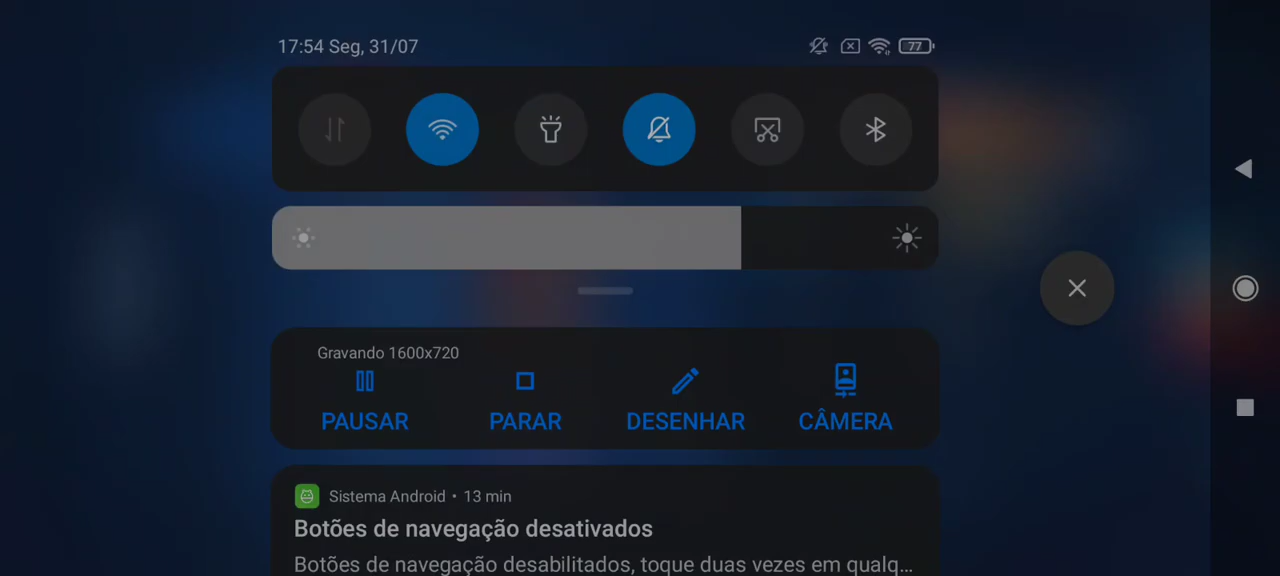 17:54 Seg, 31/07
77
Gravando 1600x720
PAUSAR
PARAR
DESENHAR
CÂMERA
Sistema Android • 13 min
Botões de navegação desativados
Botões de navegação desabilitados, toque duas vezes em qualq…